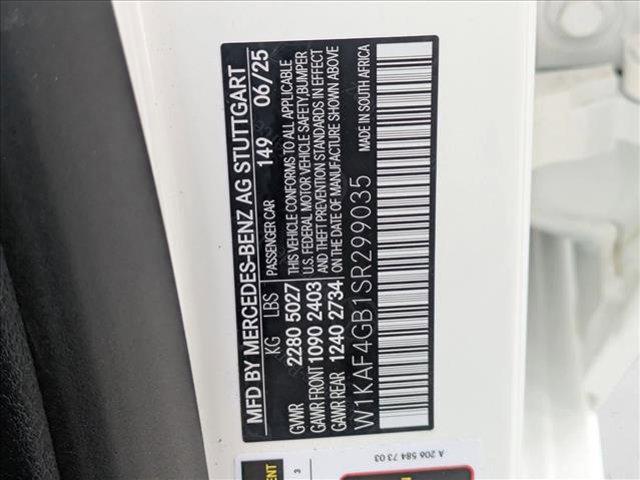 MFD BY MERCEDES-BENZ AG STUTTGART
149 06/25
KG LBS PASSENGER CAR
GVWR 2280 5027
GAWR FRONT 1090 2403
GAWR REAR 1240 2734
THIS VEHICLE CONFORMS TO ALL APPLICABLE
U.S. FEDERAL MOTOR VEHICLE SAFETY, BUMPER
AND THEFT PREVENTION STANDARDS IN EFFECT
ON THE DATE OF MANUFACTURE SHOWN ABOVE
MADE IN SOUTH AFRICA
W1KAF4GB1SR299035
A 206 584 73 03
3